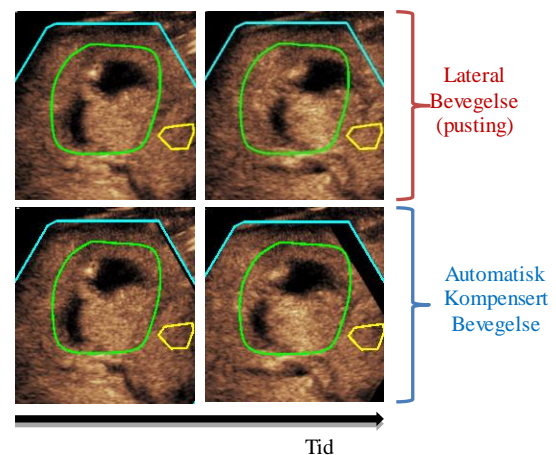 Lateral
Bevegelse
(pusting)
Automatisk
Kompensert
Bevegelse
Tid